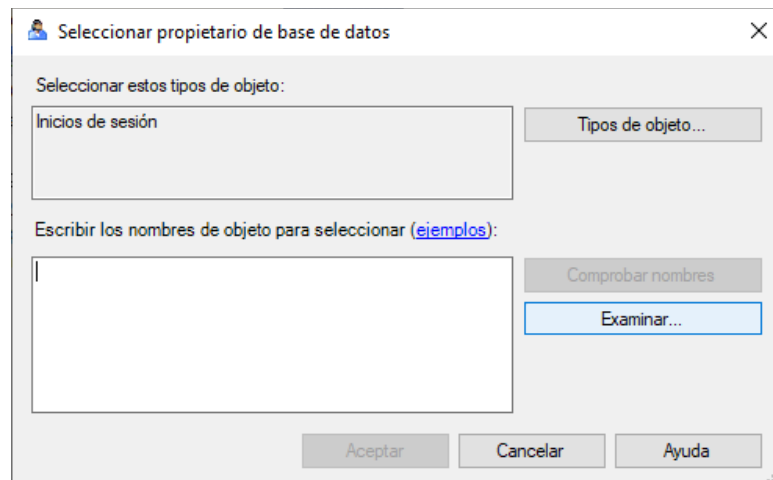 Seleccionar propietario de base de datos
Seleccionar estos tipos de objeto:
Inicios de sesión
Tipos de objeto...
Escribir los nombres de objeto para seleccionar (ejemplos):
Comprobar nombres
Examinar...
Aceptar
Cancelar
Ayuda